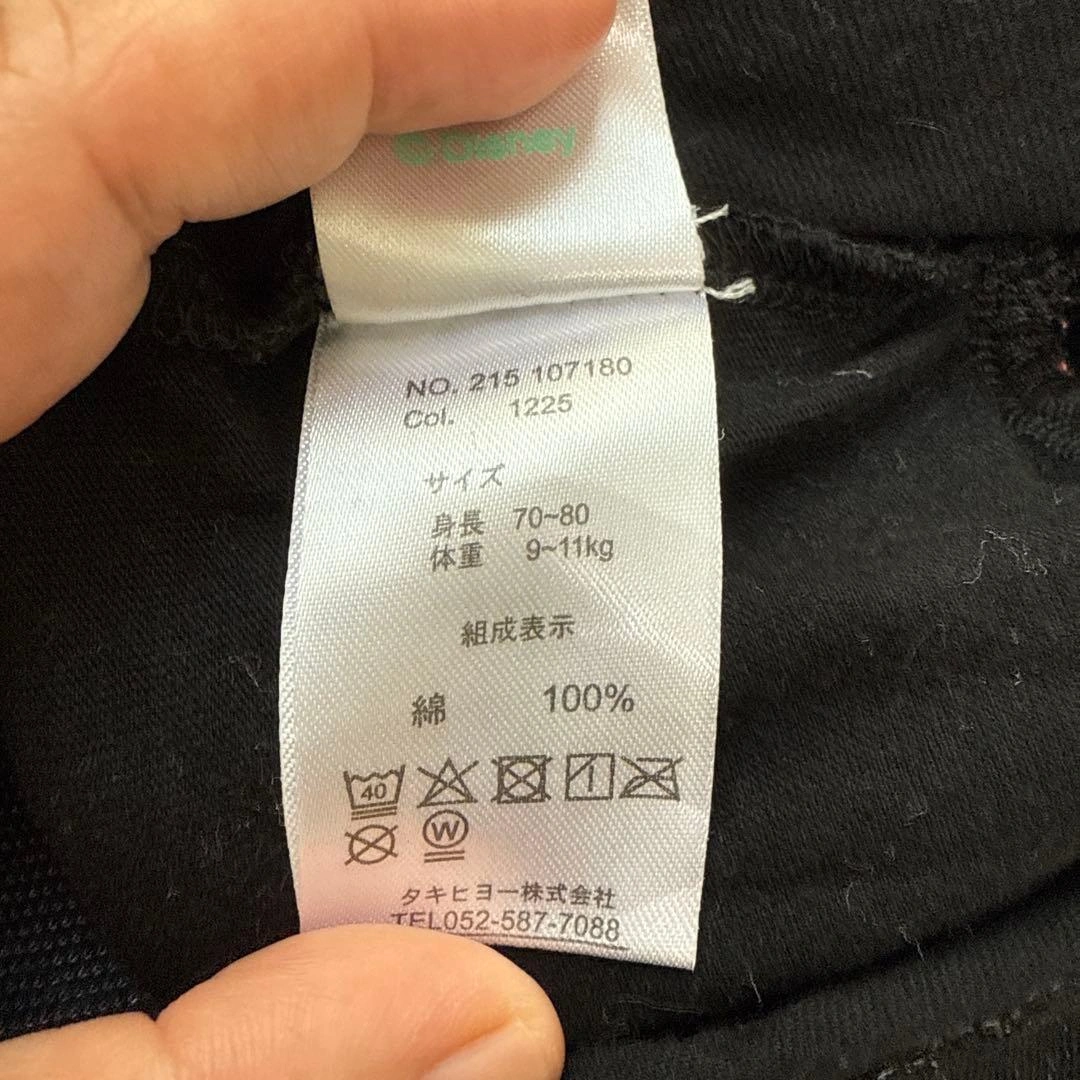 © Disney
NO. 215 107180
Col. 1225
サイズ
身長 70~80
体重 9~11kg
組成表示
綿 100%
40
W
タキヒヨー株式会社
TEL052-587-7088